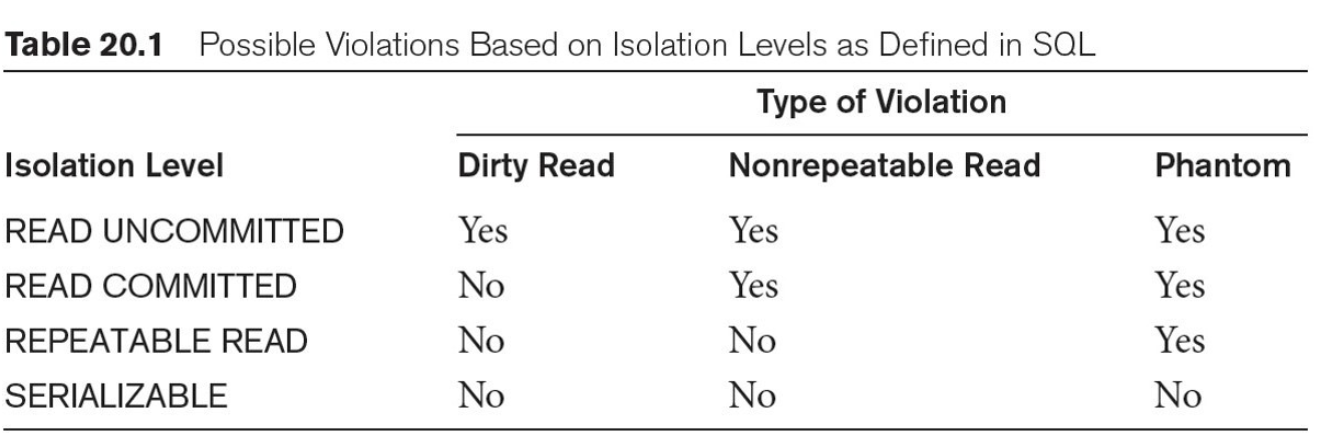 Table 20.1 Possible Violations Based on Isolation Levels as Defined in SQL
Type of Violation
Isolation Level Dirty Read Nonrepeatable Read Phantom
READ UNCOMMITTED Yes Yes Yes
READ COMMITTED No Yes Yes
REPEATABLE READ No No Yes
SERIALIZABLE No No No